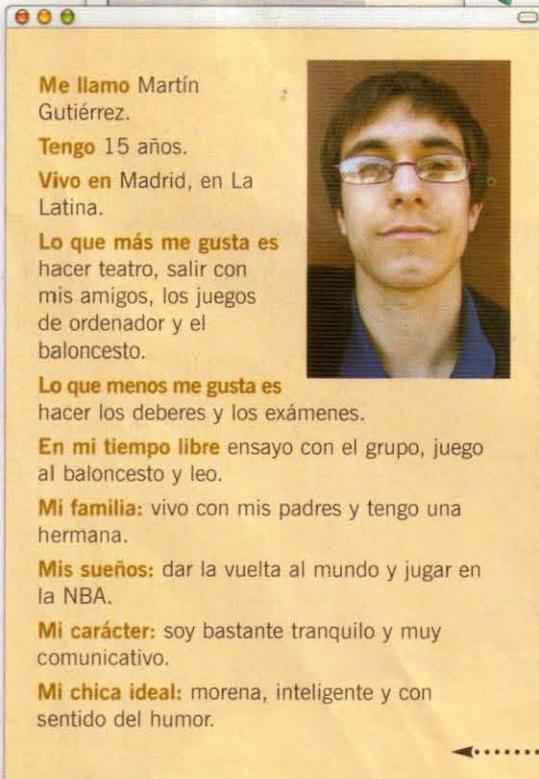 Me llamo Martín
Gutiérrez.
Tengo 15 años.
Vivo en Madrid, en La
Latina.
Lo que más me gusta es
hacer teatro, salir con
mis amigos, los juegos
de ordenador y el
baloncesto.
Lo que menos me gusta es
hacer los deberes y los exámenes.
En mi tiempo libre ensayo con el grupo, juego
al baloncesto y leo.
Mi familia: vivo con mis padres y tengo una
hermana.
Mis sueños: dar la vuelta al mundo y jugar en
la NBA.
Mi carácter: soy bastante tranquilo y muy
comunicativo.
Mi chica ideal: morena, inteligente y con
sentido del humor.